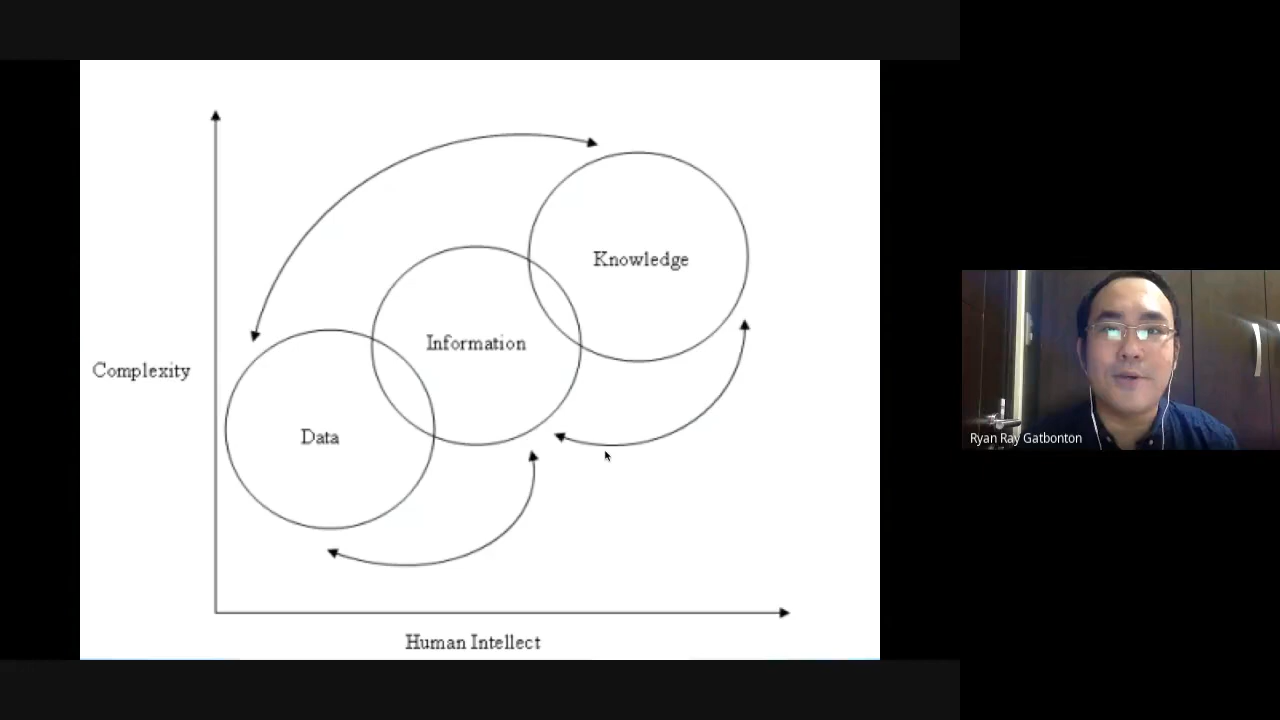 Knowledge
Information
Complexity
Data
Human Intellect
Ryan Ray Gatbonton